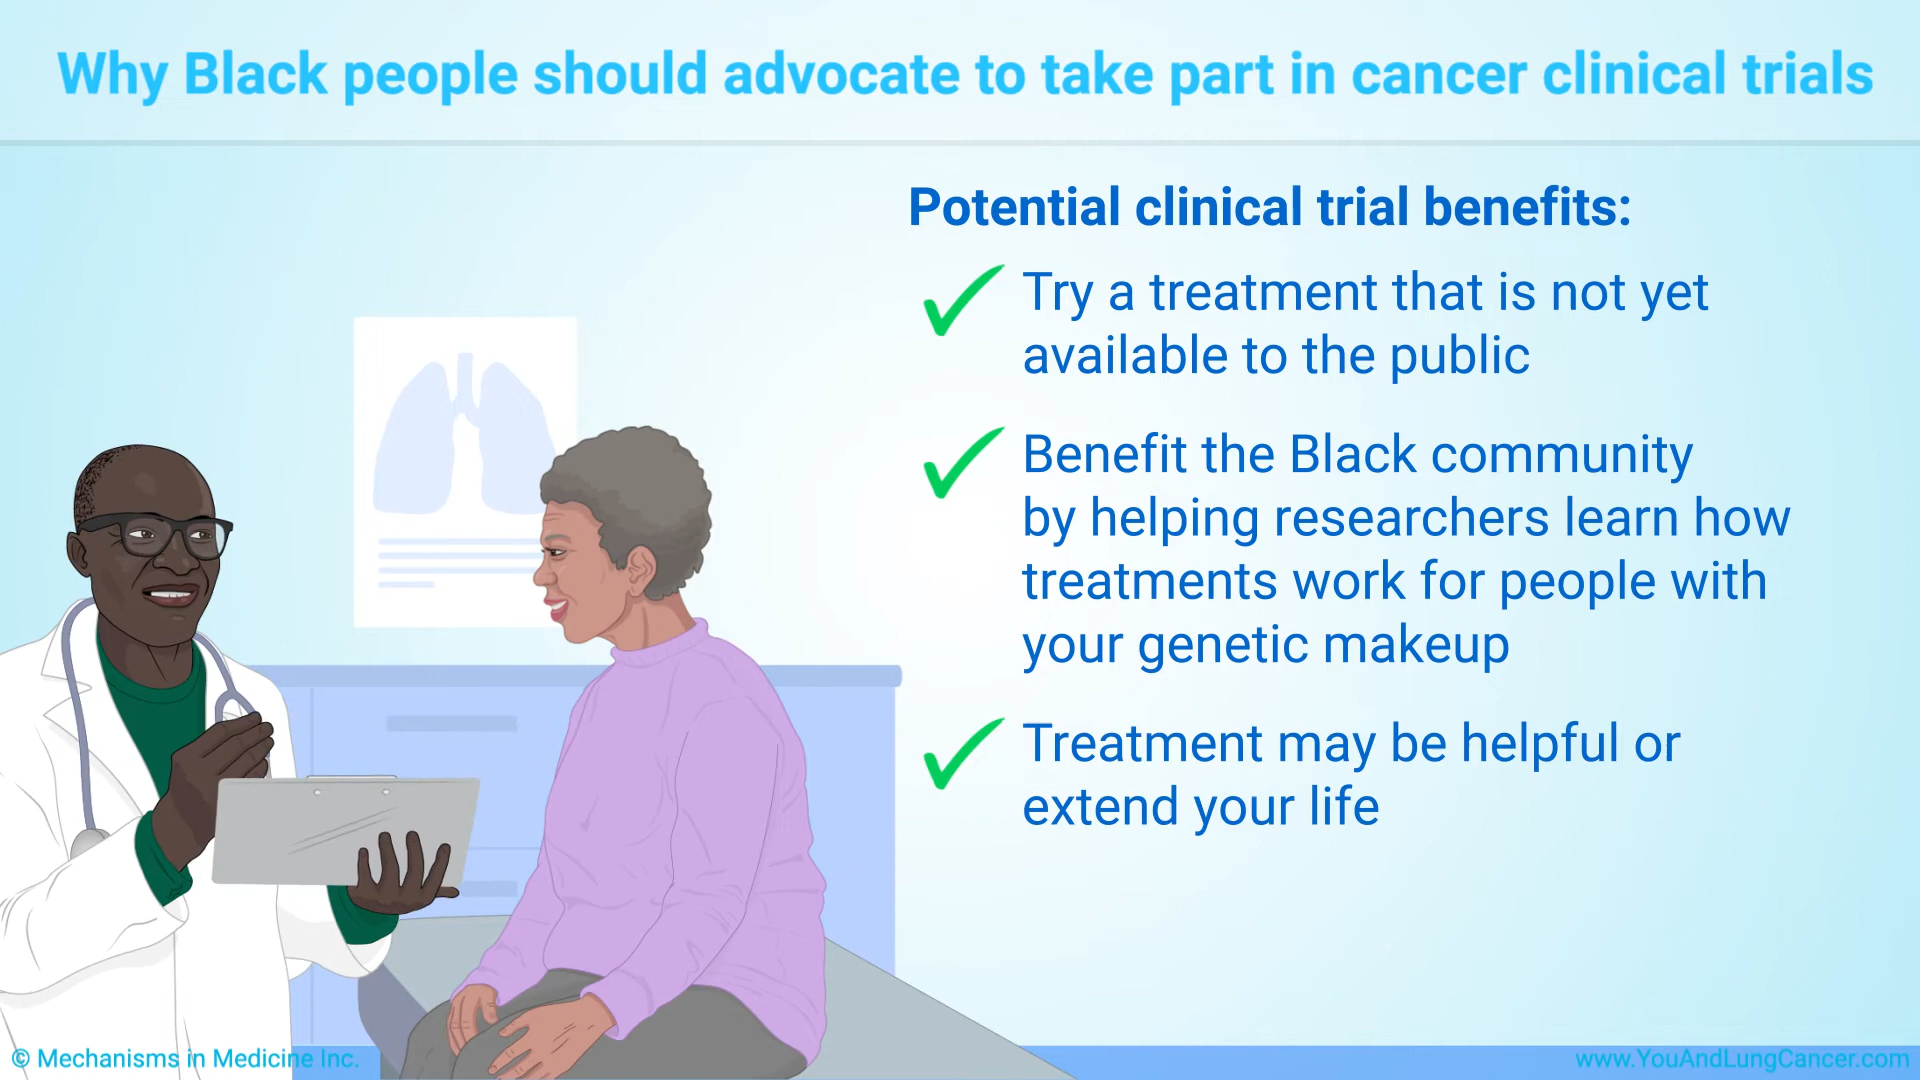 Why Black people should advocate to take part in cancer clinical trials
Potential clinical trial benefits:
Try a treatment that is not yet
available to the public
Benefit the Black community
by helping researchers learn how
treatments work for people with
your genetic makeup
Treatment may be helpful or
extend your life
© Mechanisms in Medicine Inc.
www.YouAndLungCancer.com